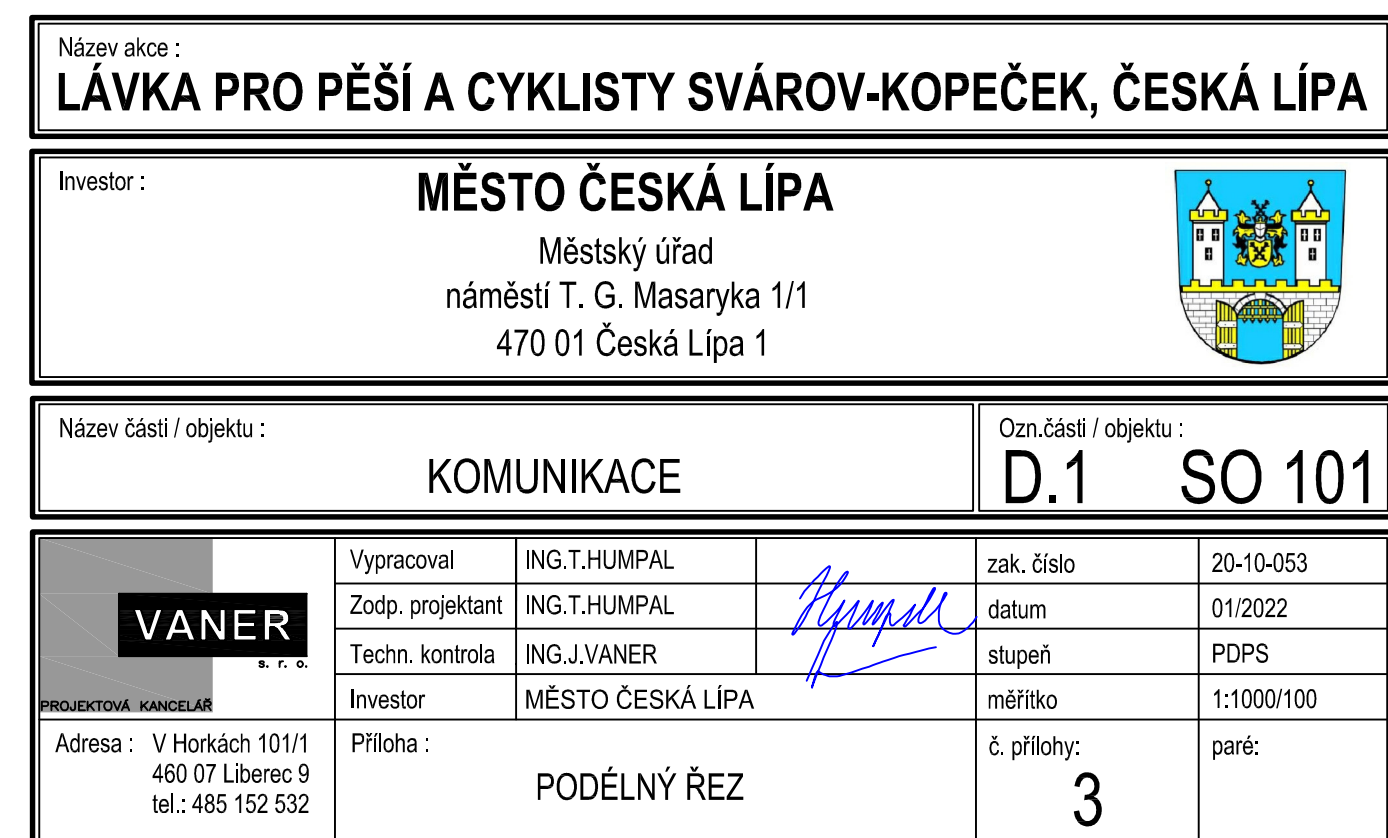 Název akce :
LÁVKA PRO PĚŠÍ A CYKLISTY SVÁROV-KOPEČEK, ČESKÁ LÍPA
Investor :
MĚSTO ČESKÁ LÍPA
Městský úřad
náměstí T. G. Masaryka 1/1
470 01 Česká Lípa 1
Název části / objektu :
KOMUNIKACE
Ozn.části / objektu :
D.1 SO 101
VANER
s. r. o.
PROJEKTOVÁ KANCELÁŘ
Vypracoval ING.T.HUMPAL zak. číslo 20-10-053
Zodp. projektant ING.T.HUMPAL datum 01/2022
Techn. kontrola ING.J.VANER stupeň PDPS
Investor MĚSTO ČESKÁ LÍPA měřítko 1:1000/100
Adresa : V Horkách 101/1
460 07 Liberec 9
tel.: 485 152 532
Příloha :
PODÉLNÝ ŘEZ
č. přílohy:
3
paré: